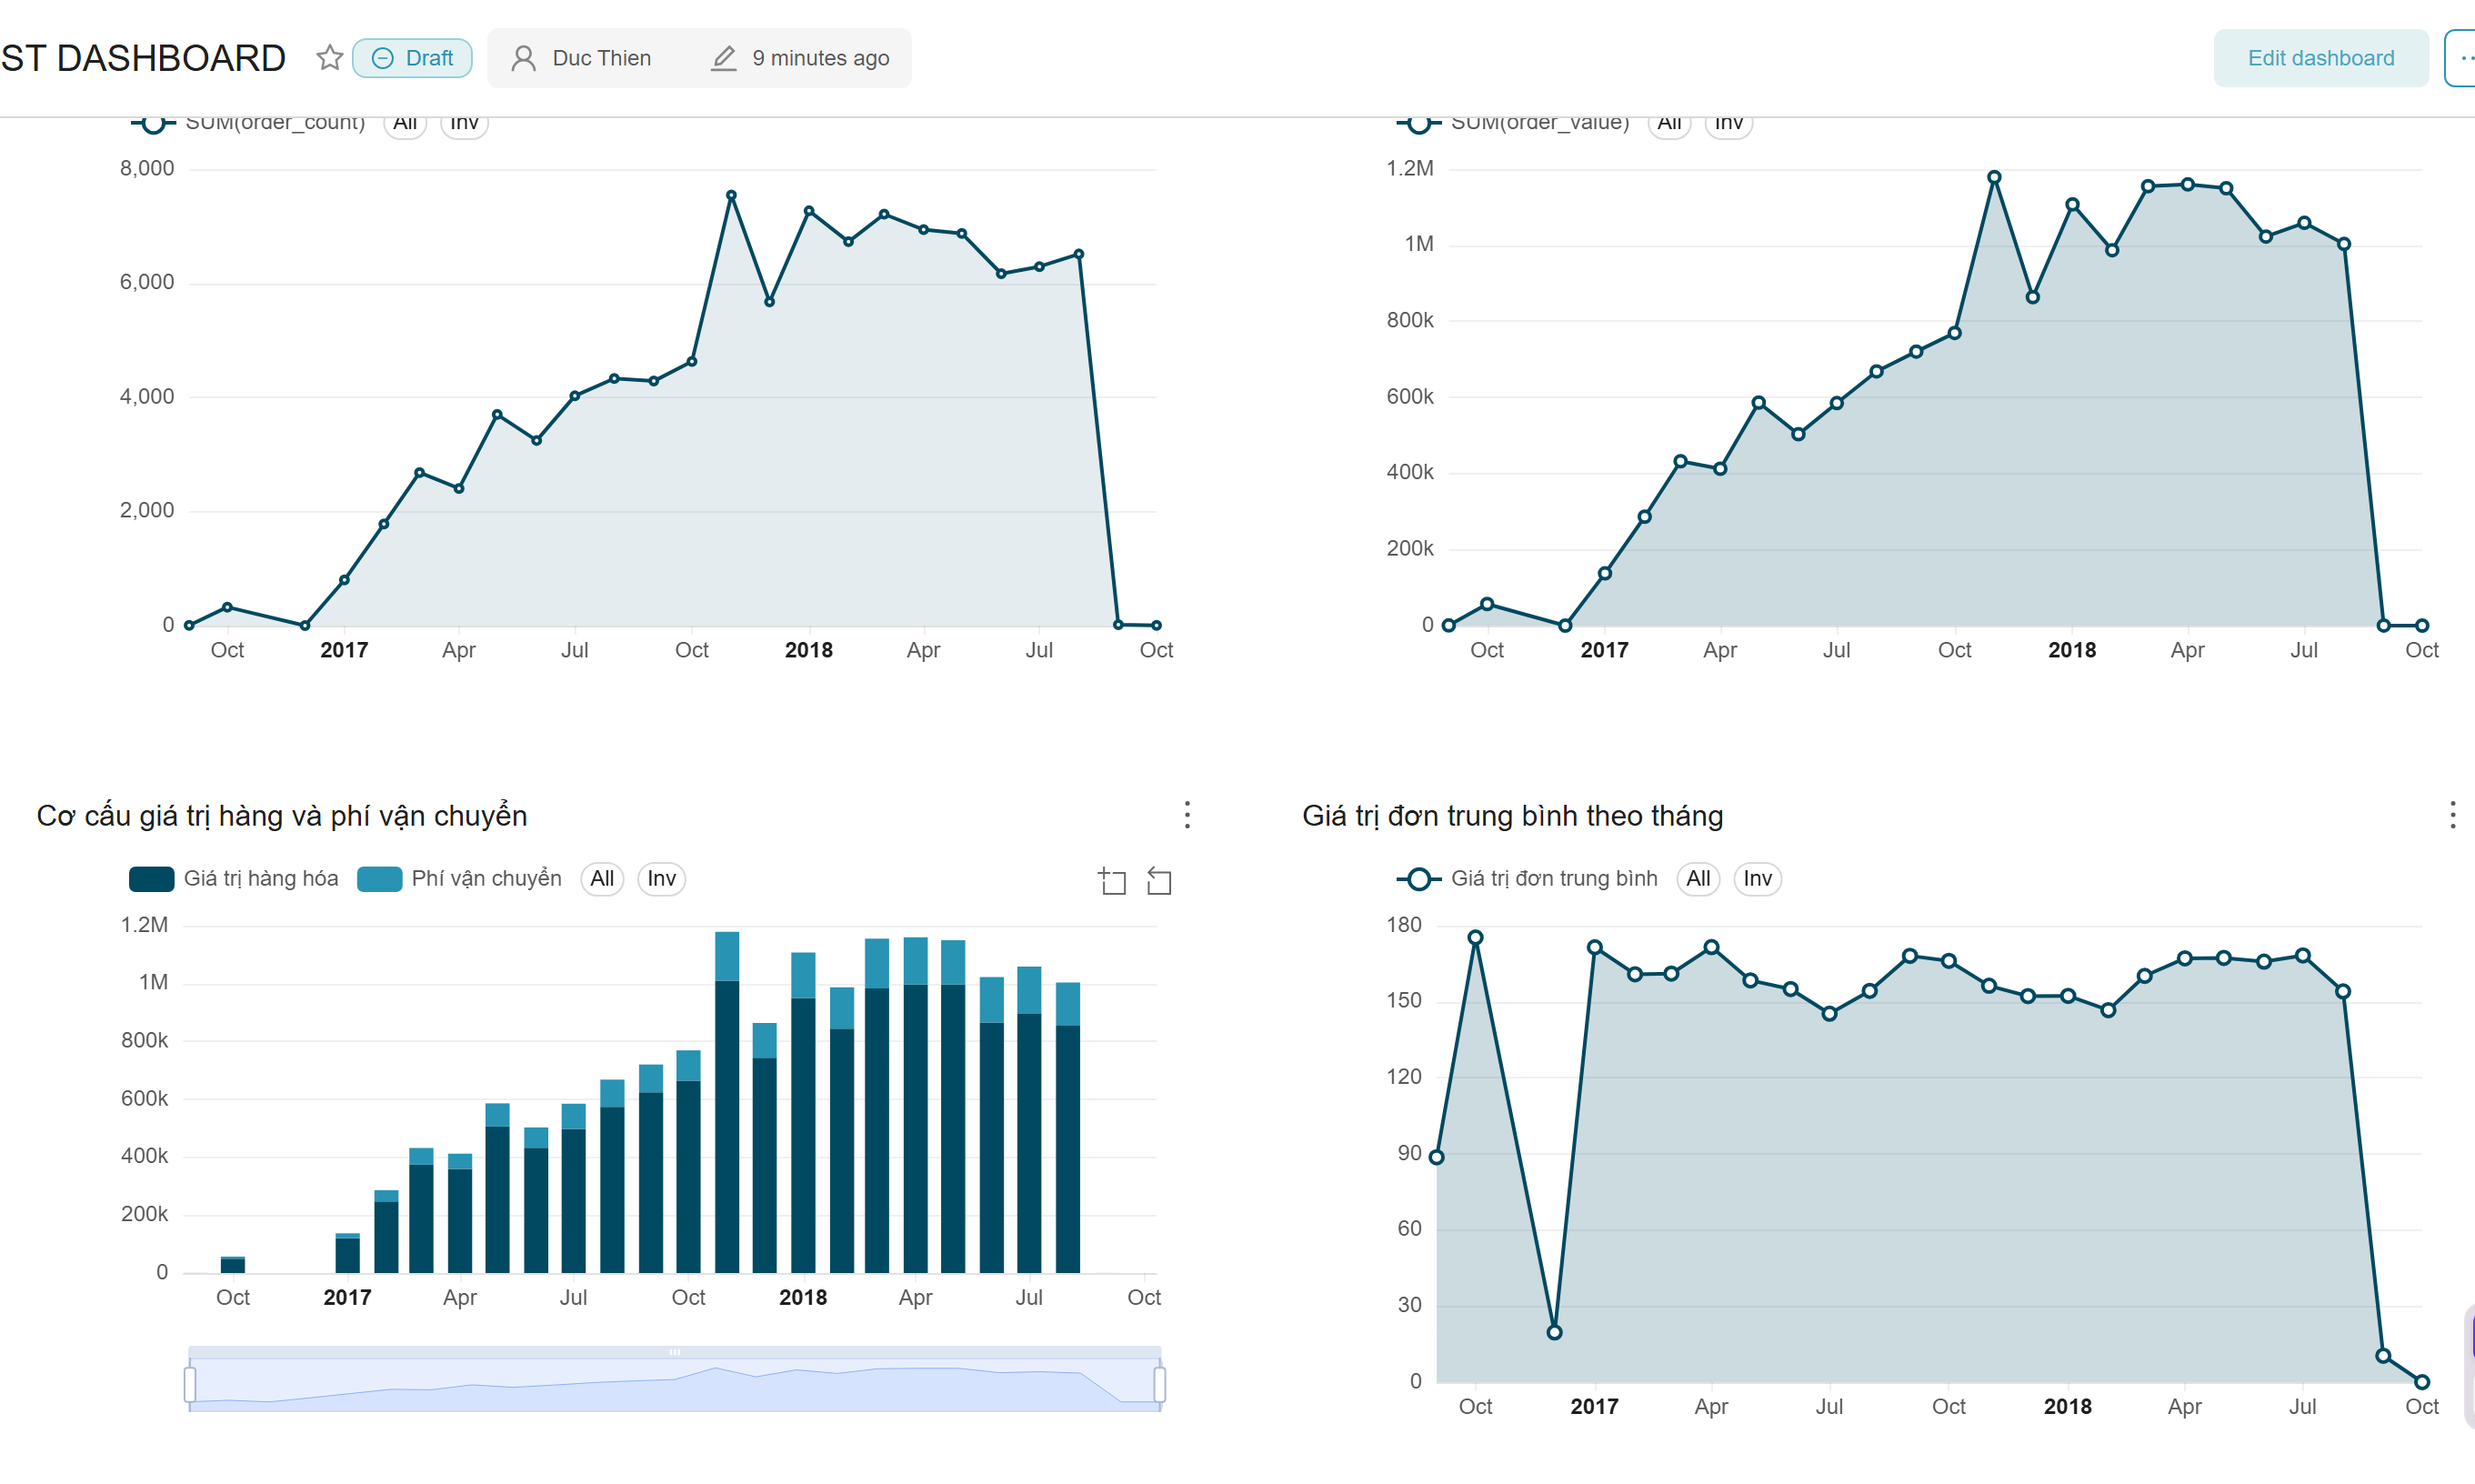 ST DASHBOARD Draft Duc Thien 9 minutes ago Edit dashboard
SUM(order_count) All Inv
8,000
6,000
4,000
2,000
0
Oct 2017 Apr Jul Oct 2018 Apr Jul Oct
SUM(order_value) All Inv
1.2M
1M
800k
600k
400k
200k
0
Oct 2017 Apr Jul Oct 2018 Apr Jul Oct
Cơ cấu giá trị hàng và phí vận chuyển
Giá trị hàng hóa Phí vận chuyển All Inv
1.2M
1M
800k
600k
400k
200k
0
Oct 2017 Apr Jul Oct 2018 Apr Jul Oct
Giá trị đơn trung bình theo tháng
Giá trị đơn trung bình All Inv
180
150
120
90
60
30
0
Oct 2017 Apr Jul Oct 2018 Apr Jul Oct